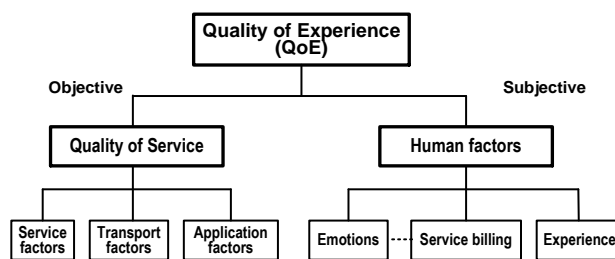 Quality of Experience
(QoE)
Objective
Subjective
Quality of Service
Human factors
Service
factors
Transport
factors
Application
factors
Emotions
Service billing
Experience